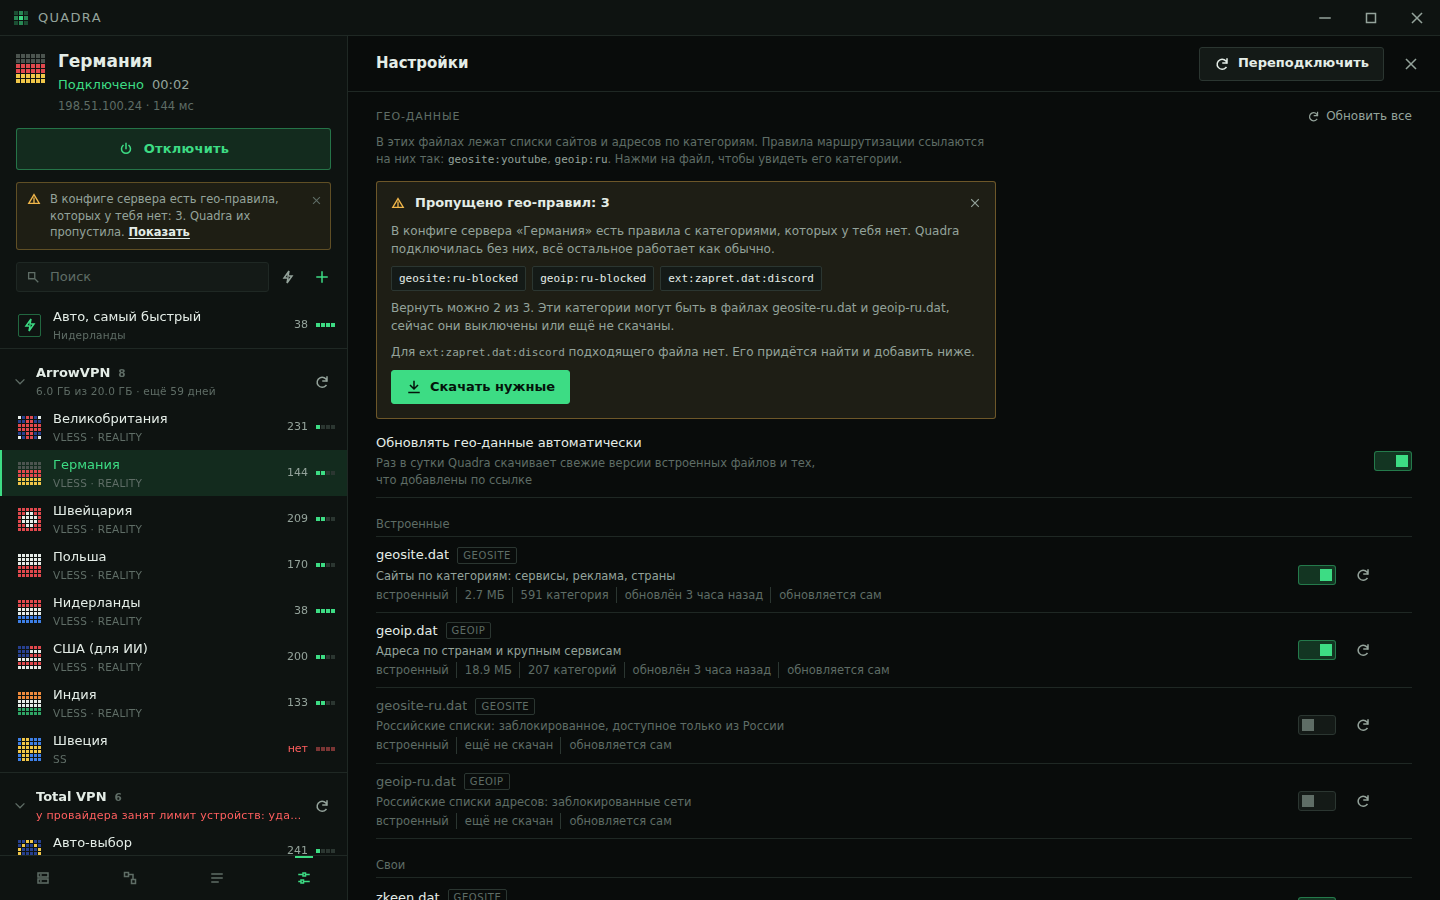 QUADRA
Германия
Подключено 00:02
198.51.100.24 · 144 мс
Отключить
В конфиге сервера есть гео-правила,
которых у тебя нет: 3. Quadra их
пропустила. Показать
Поиск
Авто, самый быстрый
Нидерланды
38
ArrowVPN 8
6.0 ГБ из 20.0 ГБ · ещё 59 дней
Великобритания
VLESS · REALITY
231
Германия
VLESS · REALITY
144
Швейцария
VLESS · REALITY
209
Польша
VLESS · REALITY
170
Нидерланды
VLESS · REALITY
38
США (для ИИ)
VLESS · REALITY
200
Индия
VLESS · REALITY
133
Швеция
SS
нет
Total VPN 6
у провайдера занят лимит устройств: уда...
Авто-выбор
241
Настройки
Переподключить
ГЕО-ДАННЫЕ
Обновить все
В этих файлах лежат списки сайтов и адресов по категориям. Правила маршрутизации ссылаются
на них так: geosite:youtube, geoip:ru. Нажми на файл, чтобы увидеть его категории.
Пропущено гео-правил: 3
В конфиге сервера «Германия» есть правила с категориями, которых у тебя нет. Quadra
подключилась без них, всё остальное работает как обычно.
geosite:ru-blocked geoip:ru-blocked ext:zapret.dat:discord
Вернуть можно 2 из 3. Эти категории могут быть в файлах geosite-ru.dat и geoip-ru.dat,
сейчас они выключены или ещё не скачаны.
Для ext:zapret.dat:discord подходящего файла нет. Его придётся найти и добавить ниже.
Скачать нужные
Обновлять гео-данные автоматически
Раз в сутки Quadra скачивает свежие версии встроенных файлов и тех,
что добавлены по ссылке
Встроенные
geosite.dat GEOSITE
Сайты по категориям: сервисы, реклама, страны
встроенный 2.7 МБ 591 категория обновлён 3 часа назад обновляется сам
geoip.dat GEOIP
Адреса по странам и крупным сервисам
встроенный 18.9 МБ 207 категорий обновлён 3 часа назад обновляется сам
geosite-ru.dat GEOSITE
Российские списки: заблокированное, доступное только из России
встроенный ещё не скачан обновляется сам
geoip-ru.dat GEOIP
Российские списки адресов: заблокированные сети
встроенный ещё не скачан обновляется сам
Свои
zkeen.dat GEOSITE